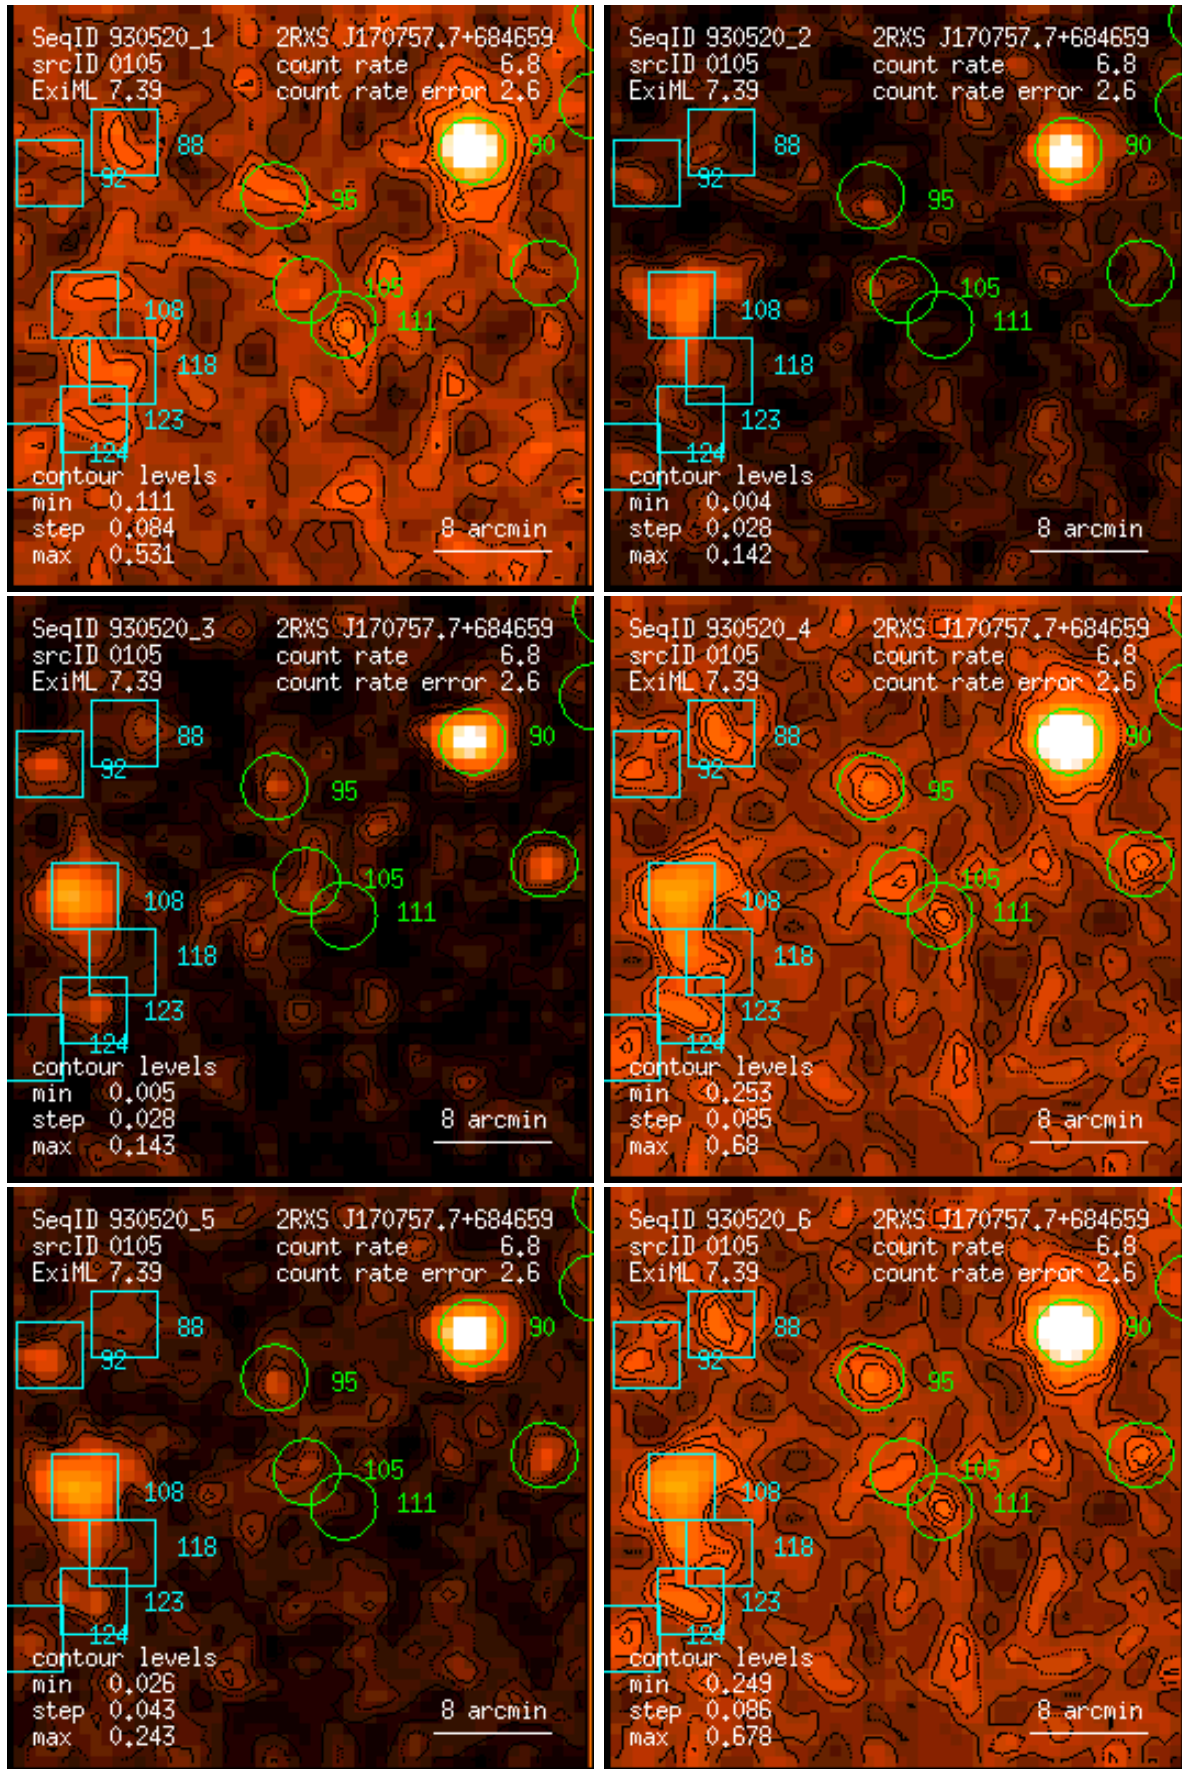 SeqID 930520_1 2RXS J170757.7+684659
srcID 0105 count rate 6.8
ExiML 7.39 count rate error 2.6
88
90
92
95
105
108
111
118
123
124
contour levels
min 0.111
step 0.084 8 arcmin
max 0.531
SeqID 930520_2 2RXS J170757.7+684659
srcID 0105 count rate 6.8
ExiML 7.39 count rate error 2.6
88
90
92
95
105
108
111
118
123
124
contour levels
min 0.004
step 0.028 8 arcmin
max 0.142
SeqID 930520_3 2RXS J170757.7+684659
srcID 0105 count rate 6.8
ExiML 7.39 count rate error 2.6
88
90
92
95
105
108
111
118
123
124
contour levels
min 0.005
step 0.028 8 arcmin
max 0.143
SeqID 930520_4 2RXS J170757.7+684659
srcID 0105 count rate 6.8
ExiML 7.39 count rate error 2.6
88
90
92
95
105
108
111
118
123
124
contour levels
min 0.253
step 0.085 8 arcmin
max 0.68
SeqID 930520_5 2RXS J170757.7+684659
srcID 0105 count rate 6.8
ExiML 7.39 count rate error 2.6
88
90
92
95
105
108
111
118
123
124
contour levels
min 0.026
step 0.043 8 arcmin
max 0.243
SeqID 930520_6 2RXS J170757.7+684659
srcID 0105 count rate 6.8
ExiML 7.39 count rate error 2.6
88
90
92
95
105
108
111
118
123
124
contour levels
min 0.249
step 0.086 8 arcmin
max 0.678